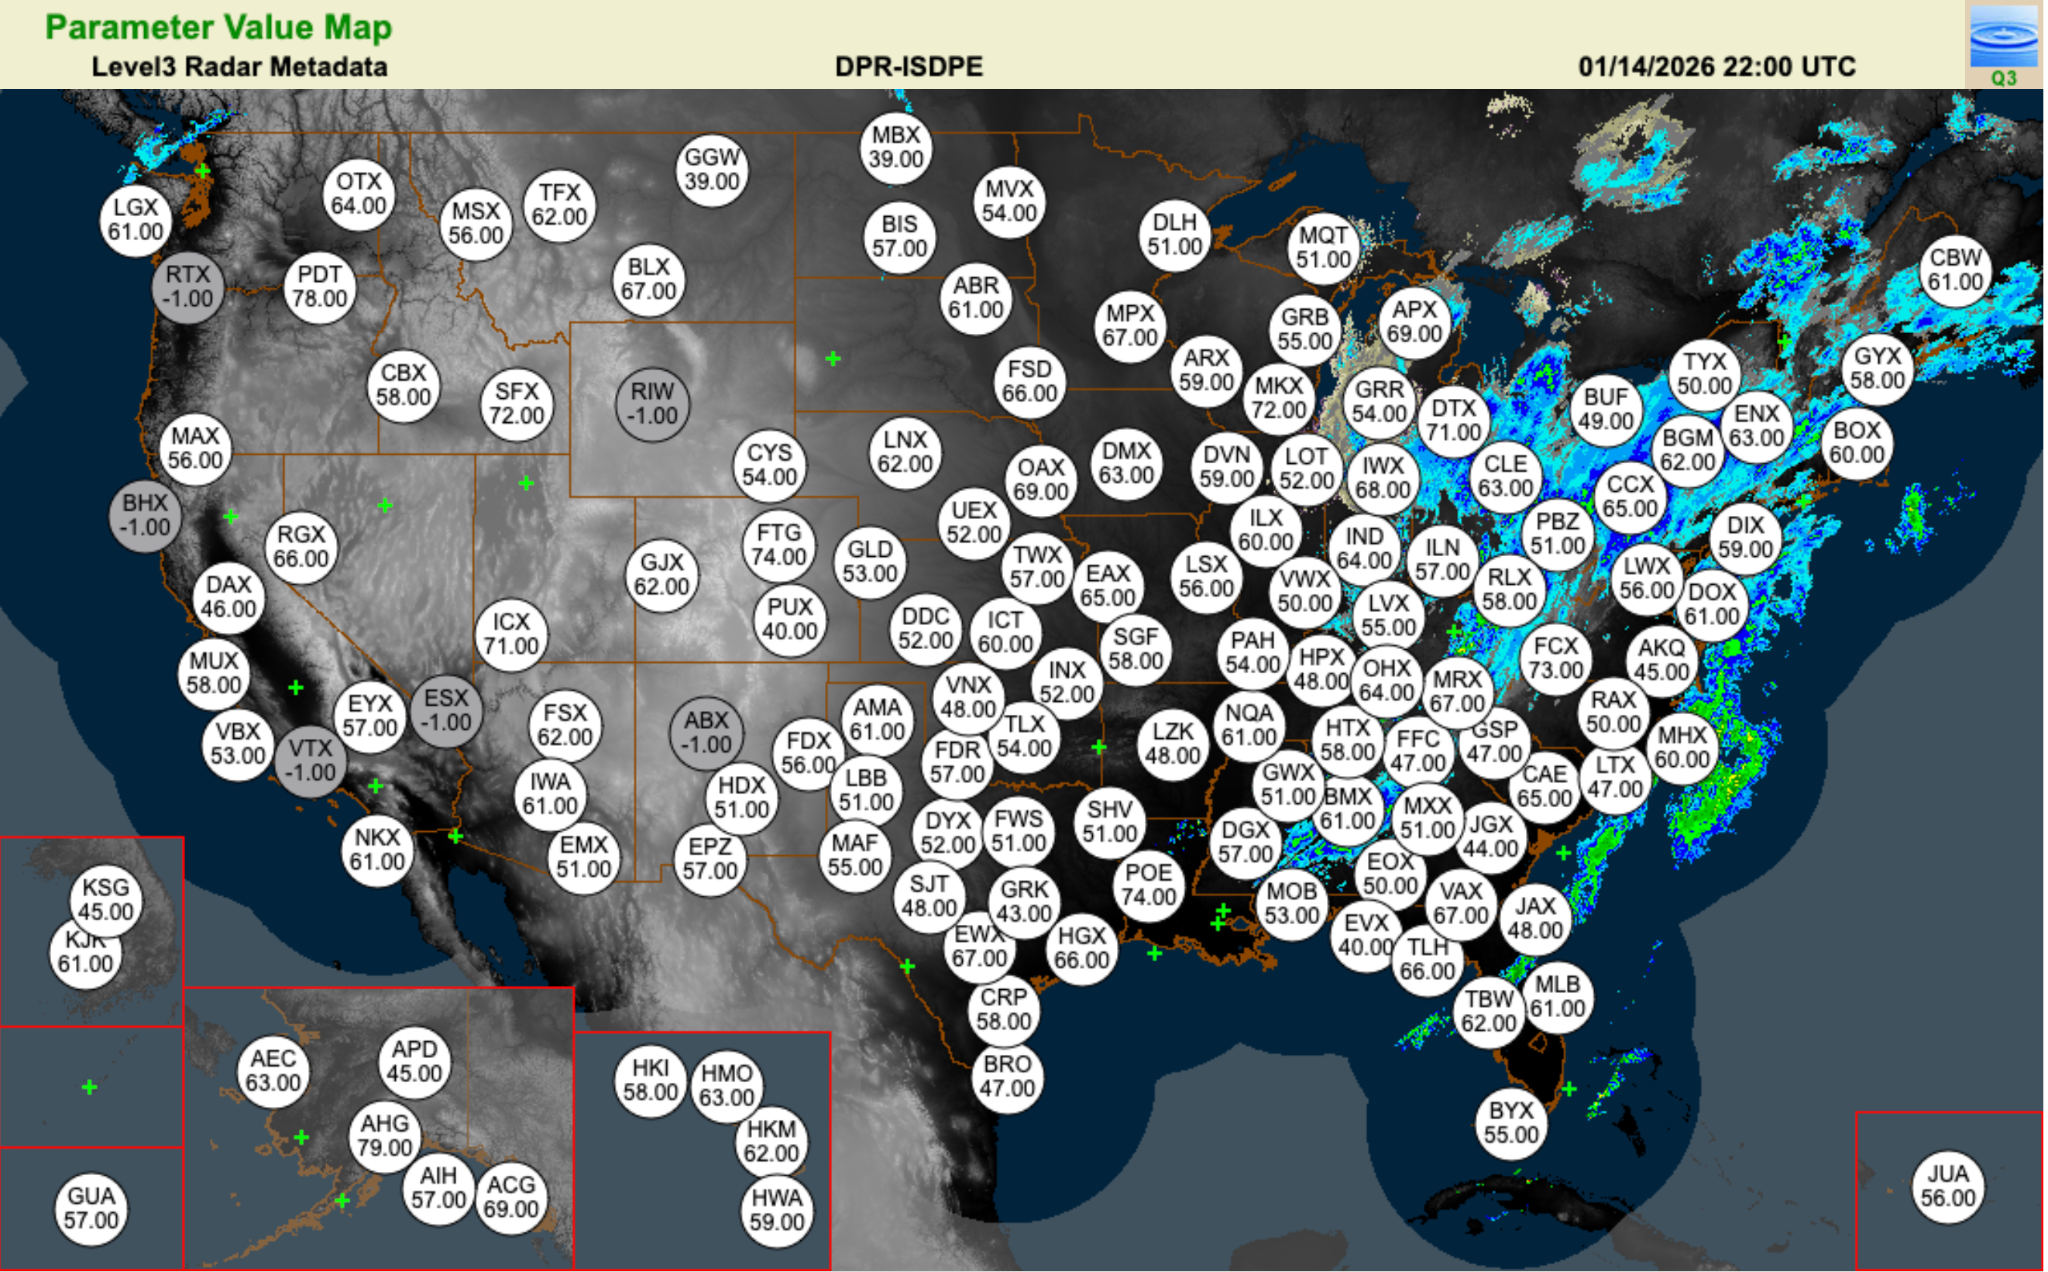 Parameter Value Map
Level3 Radar Metadata
DPR-ISDPE
01/14/2026 22:00 UTC
Q3
MBX
39.00
GGW
39.00
OTX
64.00
TFX
62.00
MSX
56.00
MVX
54.00
LGX
61.00
BIS
57.00
DLH
51.00
MQT
51.00
CBW
61.00
RTX
-1.00
PDT
78.00
BLX
67.00
ABR
61.00
MPX
67.00
GRB
55.00
APX
69.00
CBX
58.00
SFX
72.00
RIW
-1.00
FSD
66.00
ARX
59.00
MKX
72.00
GRR
54.00
DTX
71.00
BUF
49.00
TYX
50.00
GYX
58.00
MAX
56.00
CYS
54.00
LNX
62.00
OAX
69.00
DMX
63.00
DVN
59.00
LOT
52.00
IWX
68.00
CLE
63.00
CCX
65.00
BGM
62.00
ENX
63.00
BOX
60.00
BHX
-1.00
RGX
66.00
GJX
62.00
FTG
74.00
GLD
53.00
UEX
52.00
TWX
57.00
EAX
65.00
LSX
56.00
ILX
60.00
VWX
50.00
IND
64.00
ILN
57.00
PBZ
51.00
RLX
58.00
LWX
56.00
DIX
59.00
DOX
61.00
DAX
46.00
ICX
71.00
PUX
40.00
DDC
52.00
ICT
60.00
SGF
58.00
PAH
54.00
LVX
55.00
HPX
48.00
OHX
64.00
MRX
67.00
FCX
73.00
AKQ
45.00
MUX
58.00
EYX
57.00
ESX
-1.00
VBX
53.00
VTX
-1.00
FSX
62.00
ABX
-1.00
FDX
56.00
AMA
61.00
VNX
48.00
INX
52.00
TLX
54.00
FDR
57.00
LZK
48.00
NQA
61.00
HTX
58.00
FFC
47.00
GSP
47.00
RAX
50.00
MHX
60.00
LTX
47.00
CAE
65.00
IWA
61.00
HDX
51.00
LBB
51.00
GWX
51.00
BMX
61.00
MXX
51.00
JGX
44.00
NKX
61.00
EMX
51.00
EPZ
57.00
MAF
55.00
DYX
52.00
FWS
51.00
SHV
51.00
DGX
57.00
SJT
48.00
GRK
43.00
POE
74.00
MOB
53.00
EOX
50.00
EVX
40.00
VAX
67.00
TLH
66.00
JAX
48.00
EWX
67.00
HGX
66.00
CRP
58.00
BRO
47.00
TBW
62.00
MLB
61.00
BYX
55.00
KSG
45.00
KJK
61.00
GUA
57.00
AEC
63.00
APD
45.00
AHG
79.00
AIH
57.00
ACG
69.00
HKI
58.00
HMO
63.00
HKM
62.00
HWA
59.00
JUA
56.00